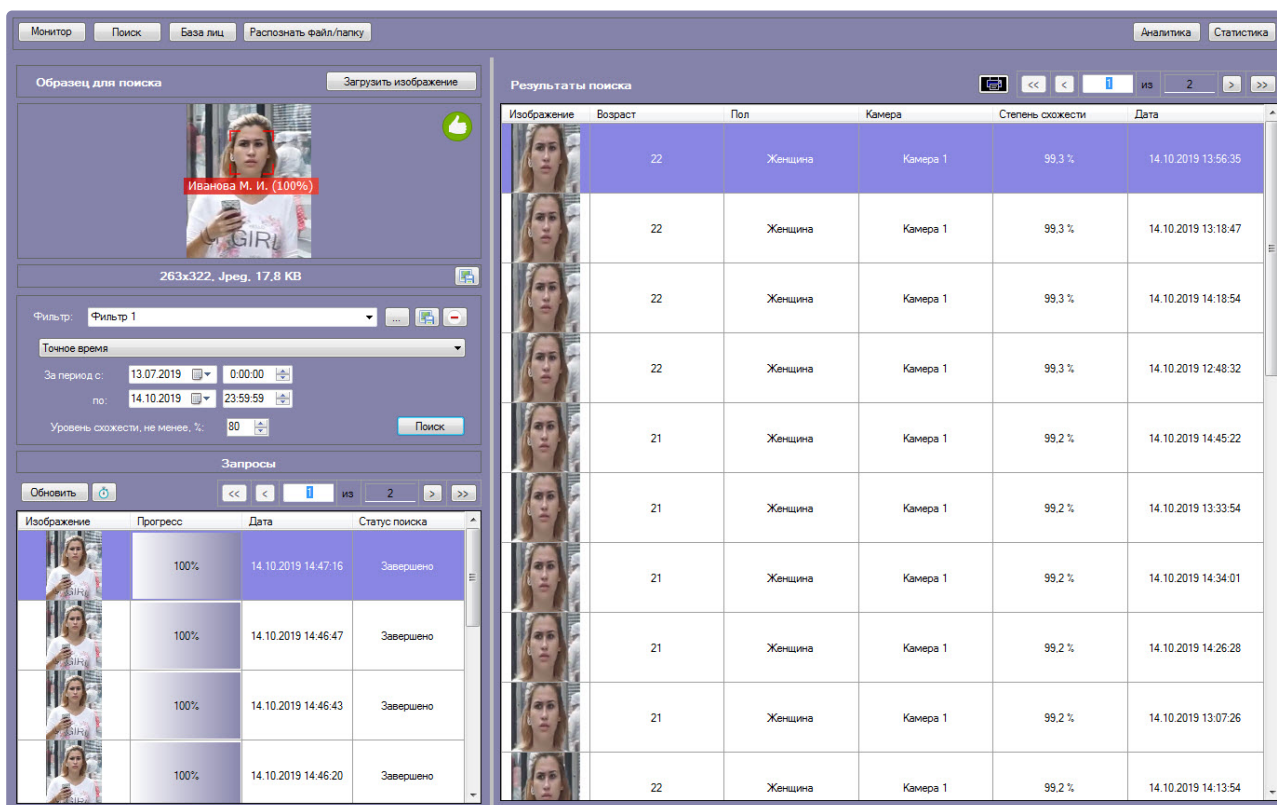 Монитор Поиск База лиц Распознать файл/папку Аналитика Статистика
Образец для поиска Загрузить изображение
Иванова М. И. (100%)
GIRL
263x322, Jpeg, 17,8 KB
Фильтр: Фильтр 1 ...
Точное время
За период с: 13.07.2019 0:00:00
по: 14.10.2019 23:59:59
Уровень схожести, не менее, %: 80 Поиск
Запросы
Обновить << < 1 из 2 > >>
Изображение Прогресс Дата Статус поиска
100% 14.10.2019 14:47:16 Завершено
100% 14.10.2019 14:46:47 Завершено
100% 14.10.2019 14:46:43 Завершено
100% 14.10.2019 14:46:20 Завершено
Результаты поиска << < 1 из 2 > >>
Изображение Возраст Пол Камера Степень схожести Дата
22 Женщина Камера 1 99,3 % 14.10.2019 13:56:35
22 Женщина Камера 1 99,3 % 14.10.2019 13:18:47
22 Женщина Камера 1 99,3 % 14.10.2019 14:18:54
22 Женщина Камера 1 99,3 % 14.10.2019 12:48:32
21 Женщина Камера 1 99,2 % 14.10.2019 14:45:22
21 Женщина Камера 1 99,2 % 14.10.2019 13:33:54
21 Женщина Камера 1 99,2 % 14.10.2019 14:34:01
21 Женщина Камера 1 99,2 % 14.10.2019 14:26:28
21 Женщина Камера 1 99,2 % 14.10.2019 13:07:26
22 Женщина Камера 1 99,2 % 14.10.2019 14:13:54